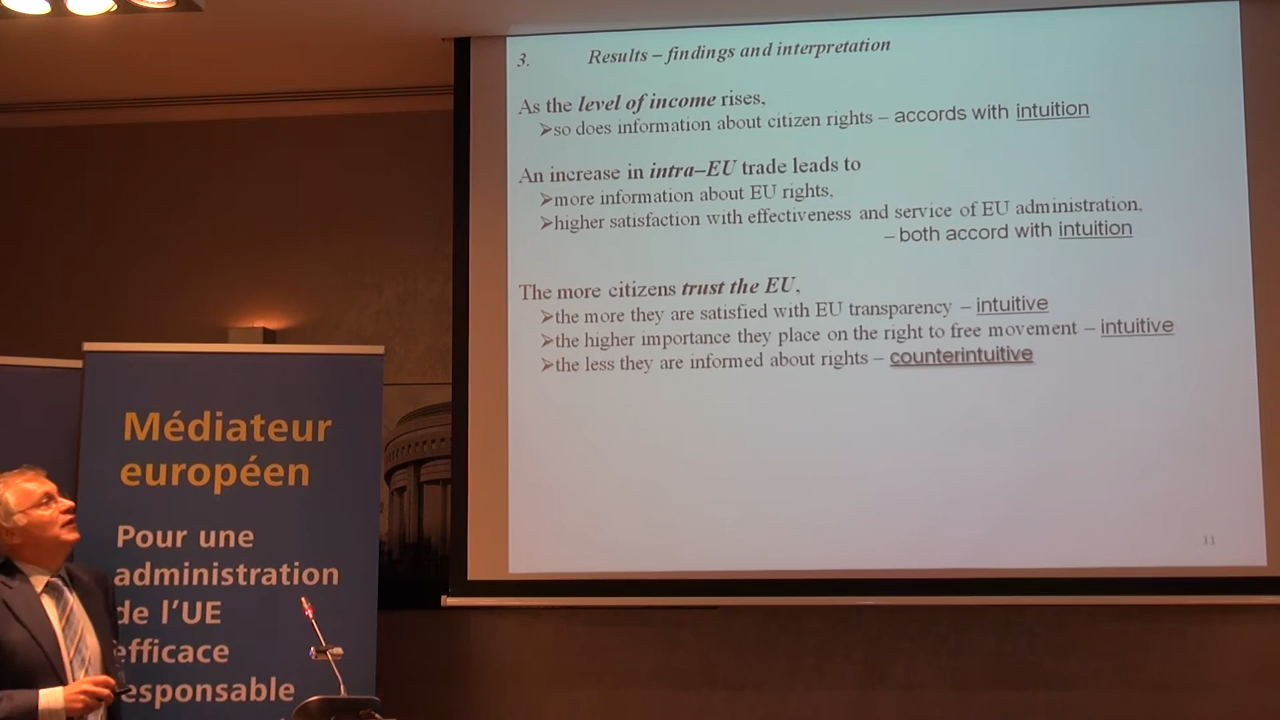 3. Results – findings and interpretation
As the level of income rises,
➢so does information about citizen rights – accords with intuition
An increase in intra–EU trade leads to
➢more information about EU rights,
➢higher satisfaction with effectiveness and service of EU administration,
– both accord with intuition
The more citizens trust the EU,
➢the more they are satisfied with EU transparency – intuitive
➢the higher importance they place on the right to free movement – intuitive
➢the less they are informed about rights – counterintuitive
11
Médiateur
européen
Pour une
administration
de l'UE
efficace
esponsable